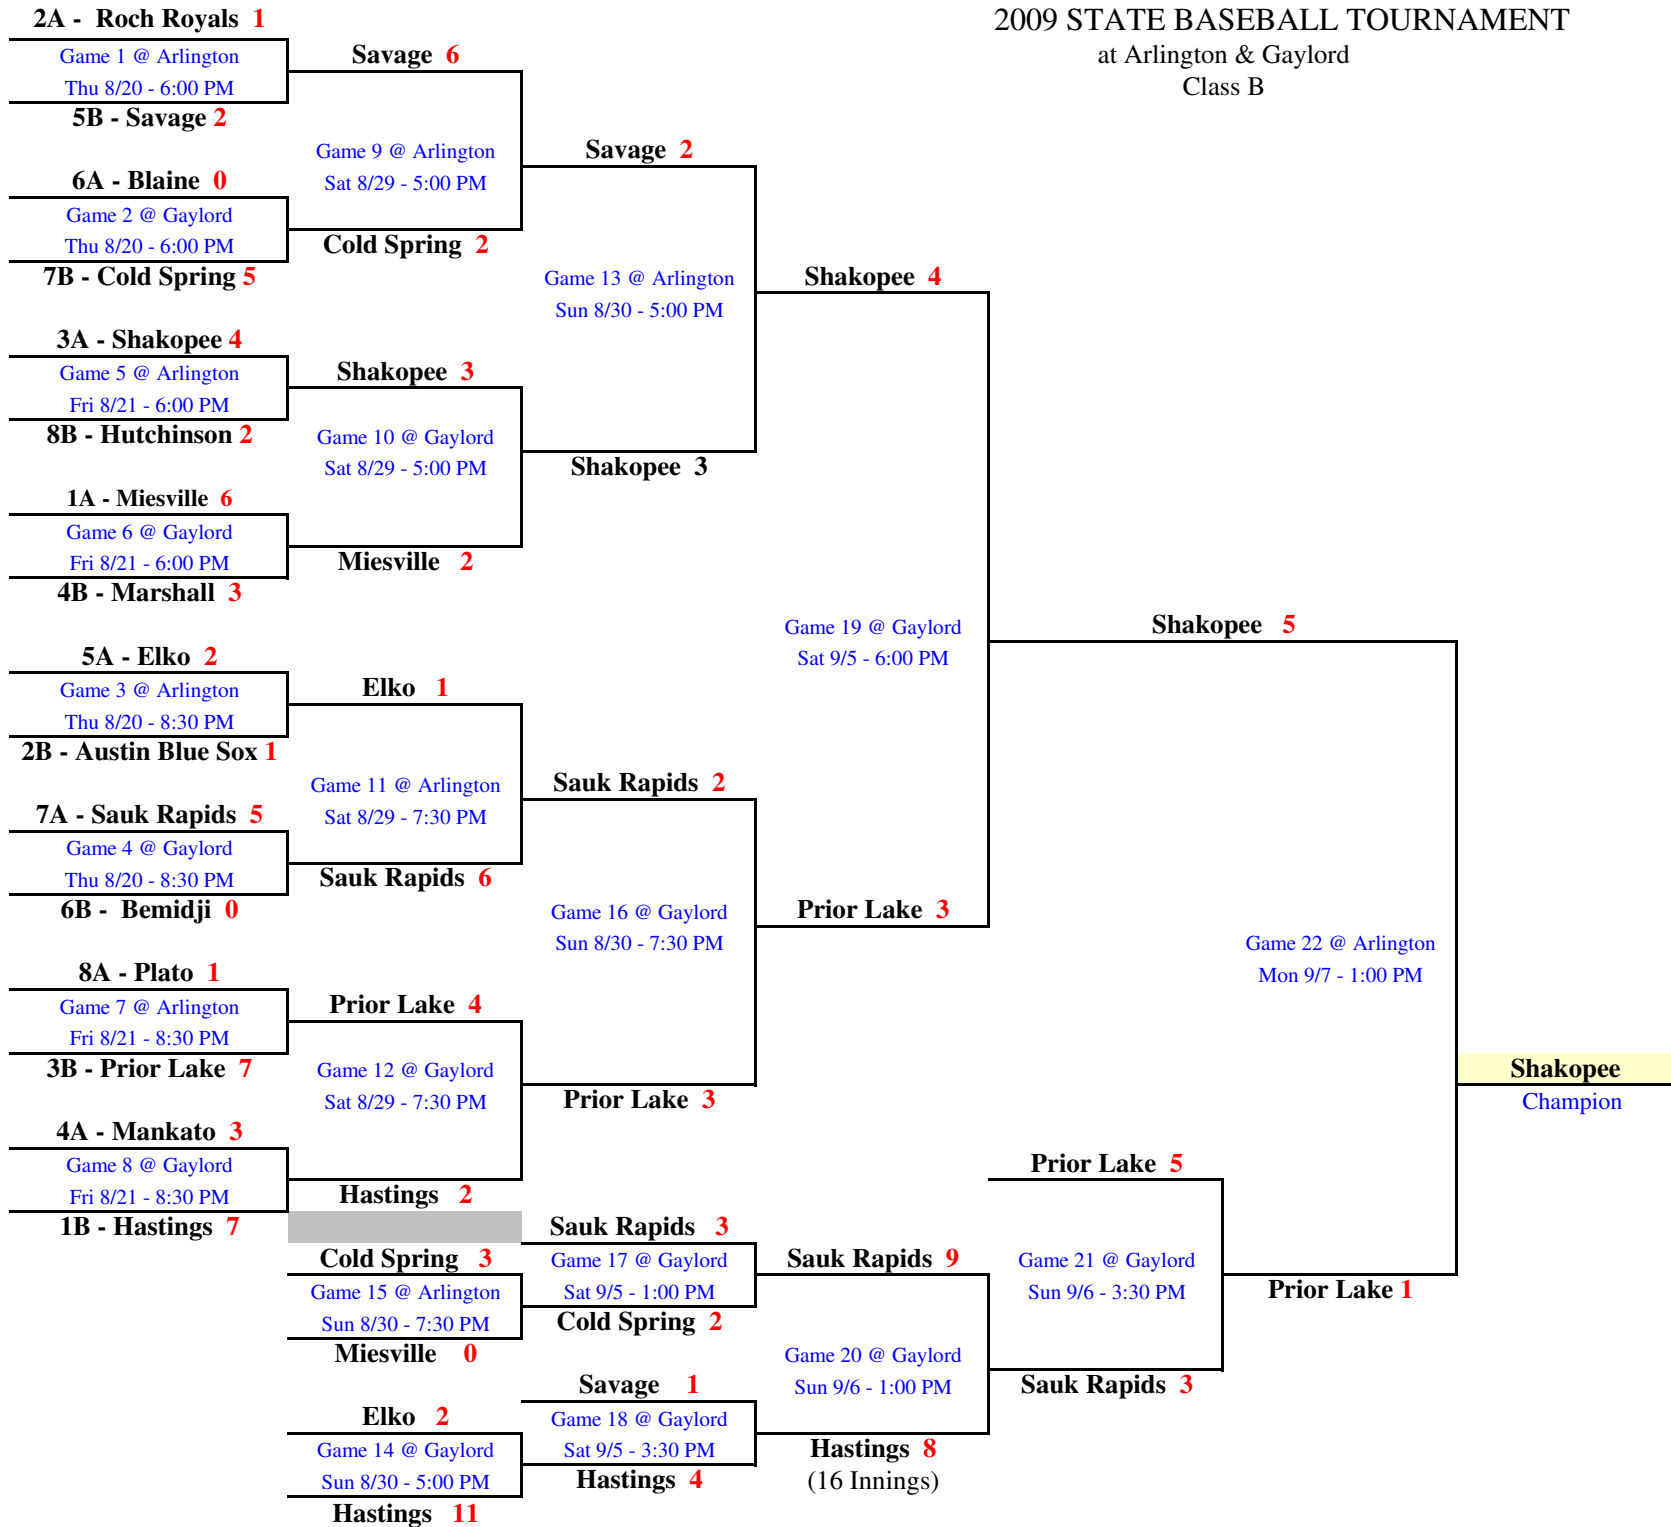 2A - Roch Royals 1
2009 STATE BASEBALL TOURNAMENT
at Arlington & Gaylord
Class B
Game 1 @ Arlington
Thu 8/20 - 6:00 PM
5B - Savage 2
Savage 6
6A - Blaine 0
Game 2 @ Gaylord
Thu 8/20 - 6:00 PM
7B - Cold Spring 5
Game 9 @ Arlington
Sat 8/29 - 5:00 PM
Cold Spring 2
Savage 2
3A - Shakopee 4
Game 5 @ Arlington
Fri 8/21 - 6:00 PM
8B - Hutchinson 2
Shakopee 3
1A - Miesville 6
Game 6 @ Gaylord
Fri 8/21 - 6:00 PM
4B - Marshall 3
Game 10 @ Gaylord
Sat 8/29 - 5:00 PM
Miesville 2
Game 13 @ Arlington
Sun 8/30 - 5:00 PM
Shakopee 3
Shakopee 4
5A - Elko 2
Game 3 @ Arlington
Thu 8/20 - 8:30 PM
2B - Austin Blue Sox 1
Elko 1
7A - Sauk Rapids 5
Game 4 @ Gaylord
Thu 8/20 - 8:30 PM
6B - Bemidji 0
Game 11 @ Arlington
Sat 8/29 - 7:30 PM
Sauk Rapids 6
Sauk Rapids 2
8A - Plato 1
Game 7 @ Arlington
Fri 8/21 - 8:30 PM
3B - Prior Lake 7
Prior Lake 4
4A - Mankato 3
Game 8 @ Gaylord
Fri 8/21 - 8:30 PM
1B - Hastings 7
Game 12 @ Gaylord
Sat 8/29 - 7:30 PM
Hastings 2
Game 16 @ Gaylord
Sun 8/30 - 7:30 PM
Prior Lake 3
Prior Lake 3
Game 19 @ Gaylord
Sat 9/5 - 6:00 PM
Shakopee 5
Game 22 @ Arlington
Mon 9/7 - 1:00 PM
Shakopee
Champion
Cold Spring 3
Game 15 @ Arlington
Sun 8/30 - 7:30 PM
Miesville 0
Sauk Rapids 3
Game 17 @ Gaylord
Sat 9/5 - 1:00 PM
Cold Spring 2
Elko 2
Game 14 @ Gaylord
Sun 8/30 - 5:00 PM
Hastings 11
Savage 1
Game 18 @ Gaylord
Sat 9/5 - 3:30 PM
Hastings 4
Sauk Rapids 9
Game 20 @ Gaylord
Sun 9/6 - 1:00 PM
Hastings 8
(16 Innings)
Prior Lake 5
Game 21 @ Gaylord
Sun 9/6 - 3:30 PM
Sauk Rapids 3
Prior Lake 1